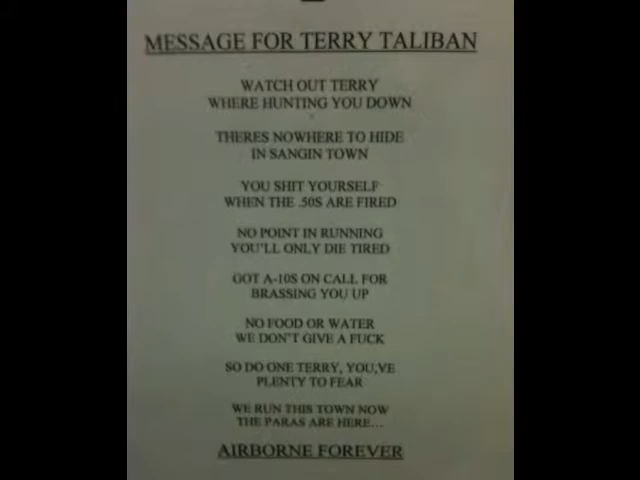 MESSAGE FOR TERRY TALIBAN
WATCH OUT TERRY
WHERE HUNTING YOU DOWN
THERES NOWHERE TO HIDE
IN SANGIN TOWN
YOU SHIT YOURSELF
WHEN THE .50S ARE FIRED
NO POINT IN RUNNING
YOU'LL ONLY DIE TIRED
GOT A-10S ON CALL FOR
BRASSING YOU UP
NO FOOD OR WATER
WE DON'T GIVE A FUCK
SO DO ONE TERRY, YOU,VE
PLENTY TO FEAR
WE RUN THIS TOWN NOW
THE PARAS ARE HERE...
AIRBORNE FOREVER